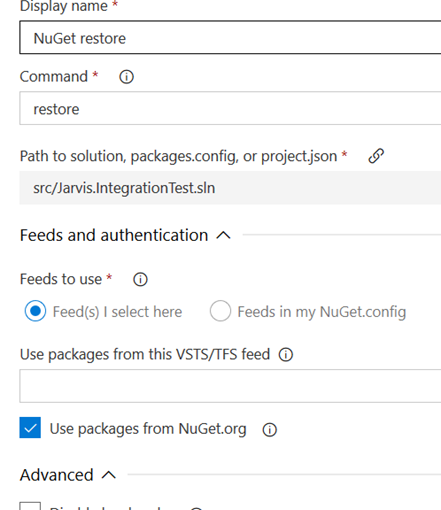 Display name *
NuGet restore
Command *
restore
Path to solution, packages.config, or project.json *
src/Jarvis.IntegrationTest.sln
Feeds and authentication
Feeds to use *
Feed(s) I select here Feeds in my NuGet.config
Use packages from this VSTS/TFS feed
Use packages from NuGet.org
Advanced